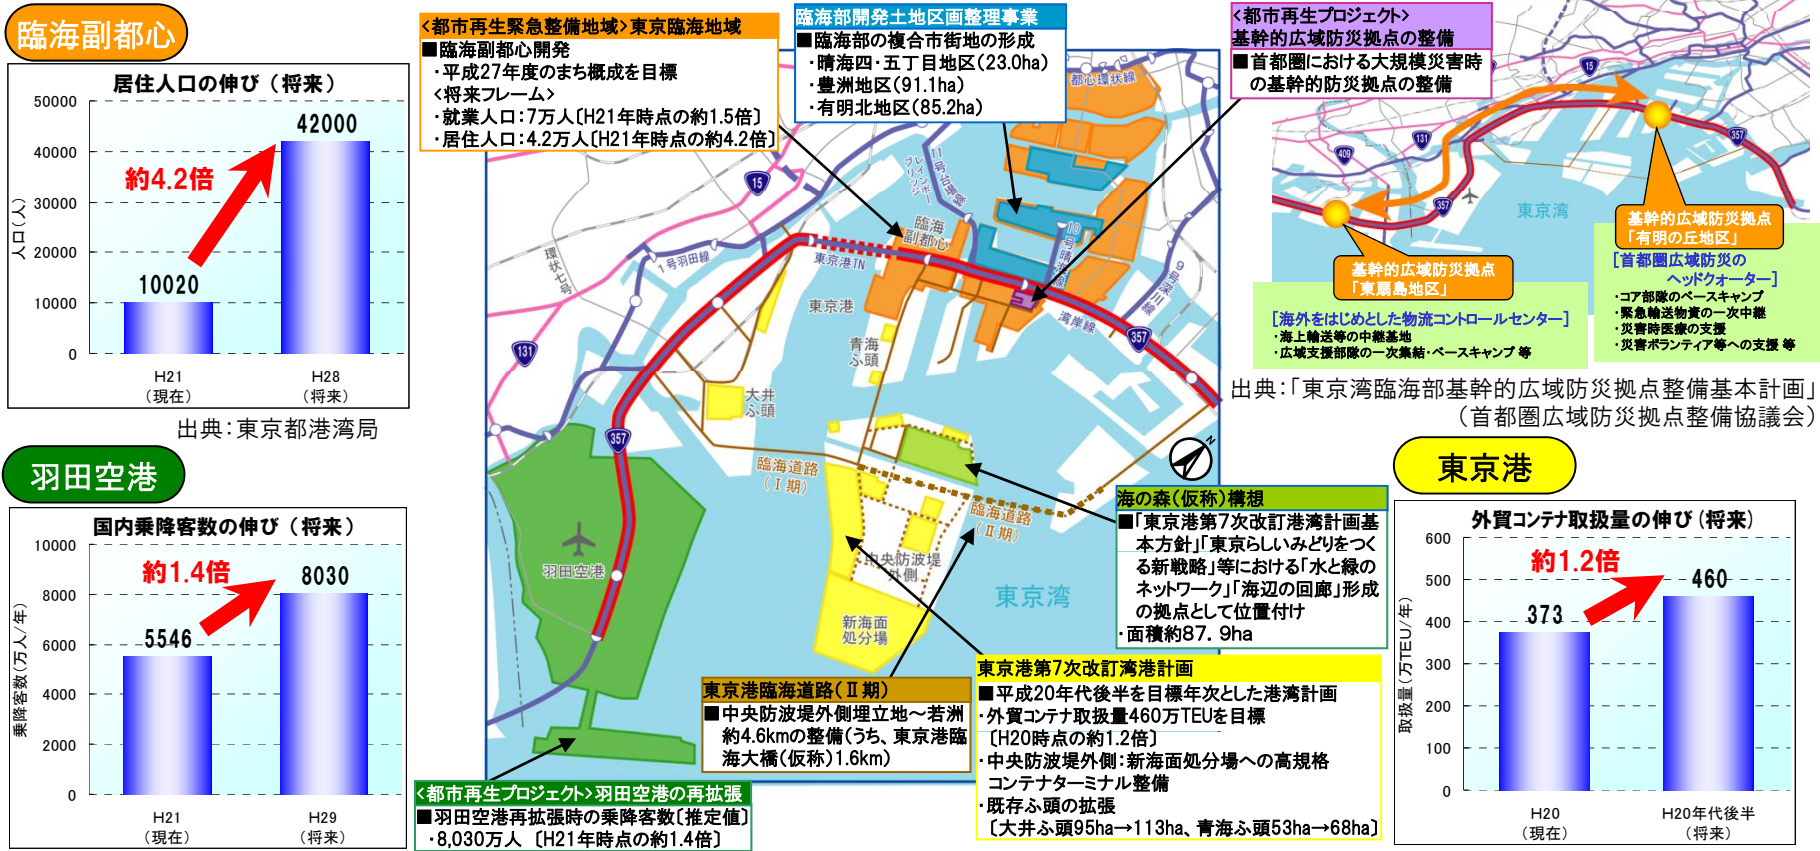 臨海副都心
居住人口の伸び（将来）
50000
40000
30000
20000
10000
0
人口(人)
約4.2倍
10020
42000
H21
（現在）
H28
（将来）
出典：東京都港湾局
羽田空港
国内乗降客数の伸び（将来）
10000
8000
6000
4000
2000
0
乗降客数(万人/年)
約1.4倍
5546
8030
H21
（現在）
H29
（将来）
<都市再生緊急整備地域>東京臨海地域
■臨海副都心開発
・平成27年度のまち概成を目標
<将来フレーム>
・就業人口：7万人〔H21年時点の約1.5倍〕
・居住人口：4.2万人〔H21年時点の約4.2倍〕
臨海部開発土地区画整理事業
■臨海部の複合市街地の形成
・晴海四・五丁目地区(23.0ha)
・豊洲地区(91.1ha)
・有明北地区(85.2ha)
<都市再生プロジェクト>
基幹的広域防災拠点の整備
■首都圏における大規模災害時
の基幹的防災拠点の整備
都心環状線
11号台場線
レインボー
ブリッジ
15
臨海
副都心
10号晴海線
9号深川線
1号羽田線
東京港TN
環状七号
東京港
湾岸線
357
131
青海
ふ頭
大井
ふ頭
357
臨海道路
（Ⅰ期）
臨海道路
（Ⅱ期）
N
羽田空港
中央防波堤
外側
新海面
処分場
東京湾
15
131
409
357
357
東京湾
基幹的広域防災拠点
「有明の丘地区」
[首都圏広域防災の
ヘッドクォーター]
・コア部隊のベースキャンプ
・緊急輸送物資の一次中継
・災害時医療の支援
・災害ボランティア等への支援 等
基幹的広域防災拠点
「東扇島地区」
[海外をはじめとした物流コントロールセンター]
・海上輸送等の中継基地
・広域支援部隊の一次集結・ベースキャンプ 等
出典：「東京湾臨海部基幹的広域防災拠点整備基本計画」
（首都圏広域防災拠点整備協議会）
海の森(仮称)構想
■「東京港第7次改訂港湾計画基
本方針」「東京らしいみどりをつく
る新戦略」等における「水と緑の
ネットワーク」「海辺の回廊」形成
の拠点として位置付け
・面積約87．9ha
東京港臨海道路(Ⅱ期)
■中央防波堤外側埋立地～若洲
約4.6kmの整備(うち、東京港臨
海大橋(仮称)1.6km)
<都市再生プロジェクト>羽田空港の再拡張
■羽田空港再拡張時の乗降客数〔推定値〕
・8,030万人 〔H21年時点の約1.4倍〕
東京港第7次改訂湾港計画
■平成20年代後半を目標年次とした港湾計画
・外貿コンテナ取扱量460万TEUを目標
〔H20時点の約1.2倍〕
・中央防波堤外側：新海面処分場への高規格
コンテナターミナル整備
・既存ふ頭の拡張
〔大井ふ頭95ha→113ha、青海ふ頭53ha→68ha〕
東京港
外貿コンテナ取扱量の伸び(将来)
600
500
400
300
200
100
0
取扱量(万TEU/年)
約1.2倍
373
460
H20
（現在）
H20年代後半
（将来）